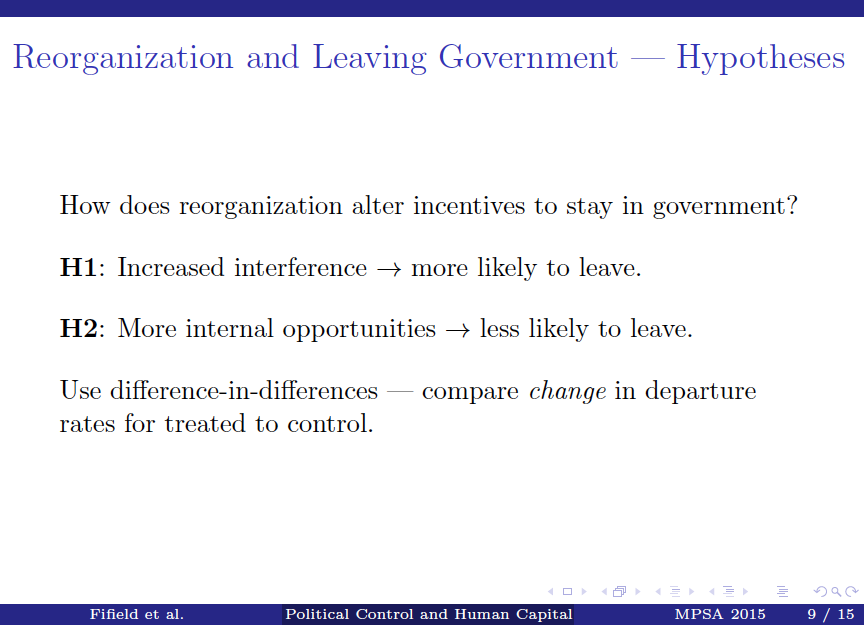 Reorganization and Leaving Government — Hypotheses
How does reorganization alter incentives to stay in government?
H1: Increased interference → more likely to leave.
H2: More internal opportunities → less likely to leave.
Use difference-in-differences — compare change in departure
rates for treated to control.
Fifield et al.
Political Control and Human Capital
MPSA 2015
9 / 15